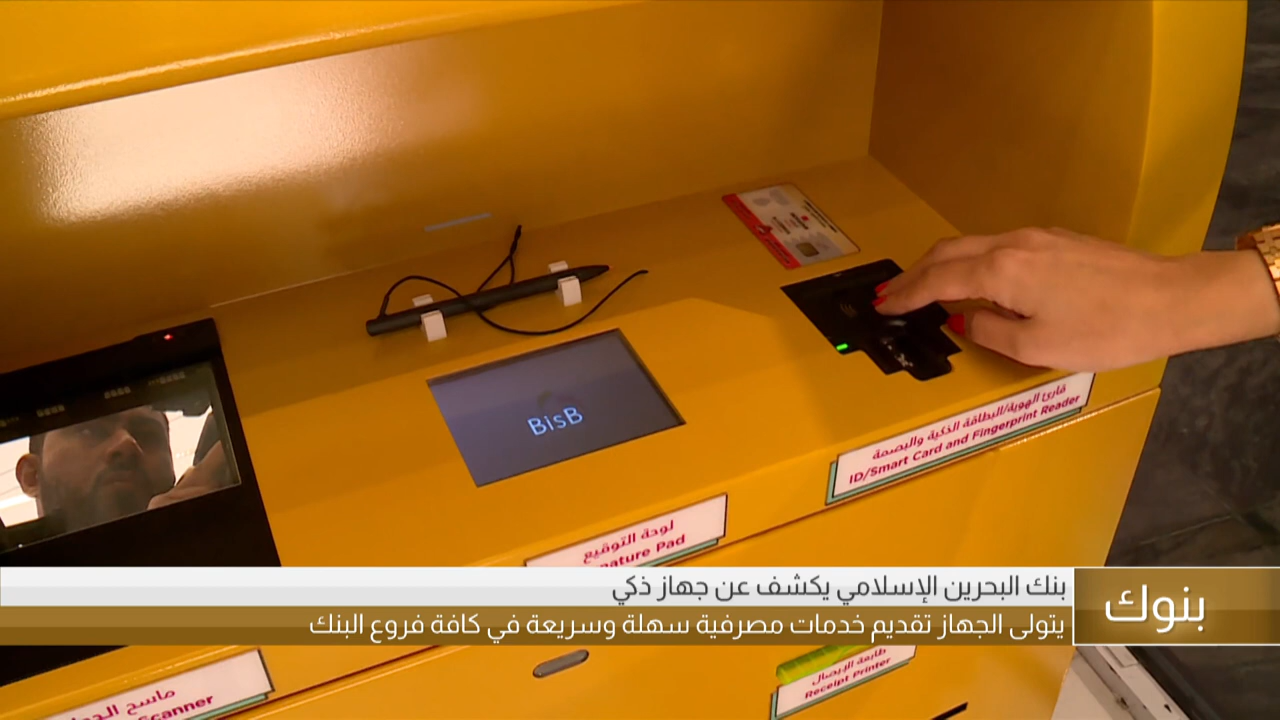 BisB
قارئ الهوية/البطاقة الذكية والبصمة
ID/Smart Card and Fingerprint Reader
لوحة التوقيع
Pad
بنك البحرين الإسلامي يكشف عن جهاز ذكي
بنوك
يتولى الجهاز تقديم خدمات مصرفية سهلة وسريعة في كافة فروع البنك
طابعة الإيصال
Receipt Printer
ماسح
Scanner